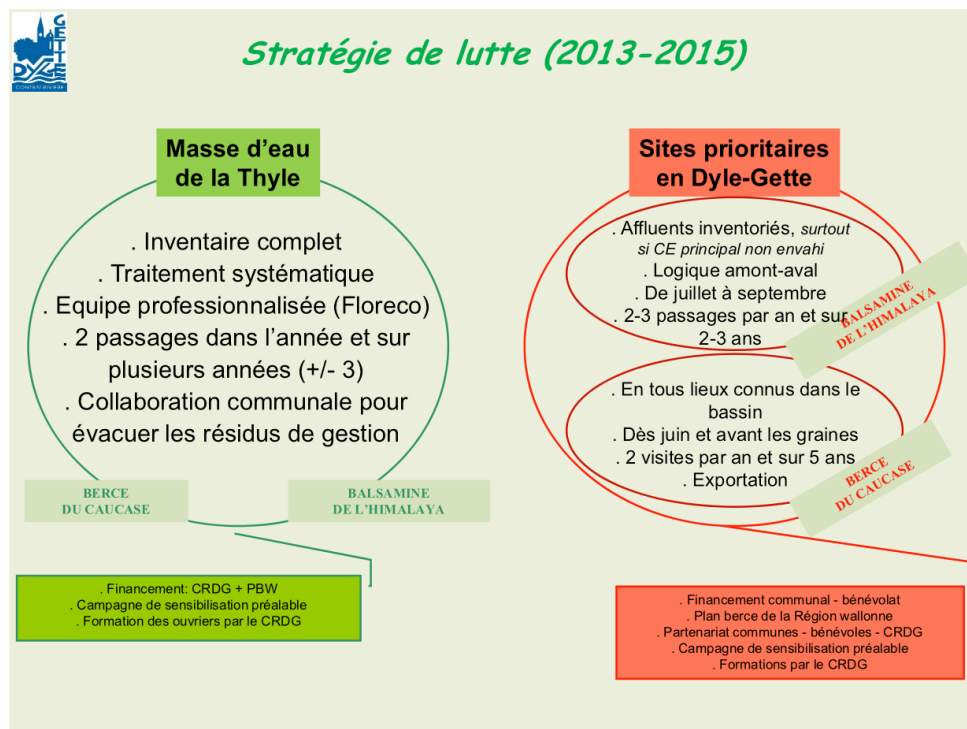 GETTE
DYLE
CONTRAT RIVIERE
Stratégie de lutte (2013-2015)
Masse d'eau
de la Thyle
. Inventaire complet
. Traitement systématique
. Equipe professionnalisée (Floreco)
. 2 passages dans l'année et sur
plusieurs années (+/- 3)
. Collaboration communale pour
évacuer les résidus de gestion
BERCE
DU CAUCASE
BALSAMINE
DE L'HIMALAYA
. Financement: CRDG + PBW
. Campagne de sensibilisation préalable
. Formation des ouvriers par le CRDG
Sites prioritaires
en Dyle-Gette
. Affluents inventoriés, surtout
si CE principal non envahi
. Logique amont-aval
. De juillet à septembre
. 2-3 passages par an et sur
2-3 ans
BALSAMINE
DE L'HIMALAYA
. En tous lieux connus dans le
bassin
. Dès juin et avant les graines
. 2 visites par an et sur 5 ans
. Exportation
BERCE
DU CAUCASE
. Financement communal - bénévolat
. Plan berce de la Région wallonne
. Partenariat communes - bénévoles - CRDG
. Campagne de sensibilisation préalable
. Formations par le CRDG